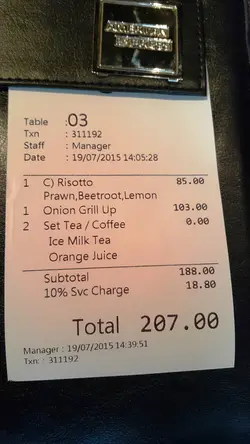 Table :03
Txn : 311192
Staff : Manager
Date : 19/07/2015 14:05:28
1 C) Risotto 85.00
Prawn,Beetroot,Lemon
1 Onion Grill Up 103.00
2 Set Tea / Coffee 0.00
Ice Milk Tea
Orange Juice
Subtotal 188.00
10% Svc Charge 18.80
Total 207.00
Manager : 19/07/2015 14:39:51
Txn: : 311192